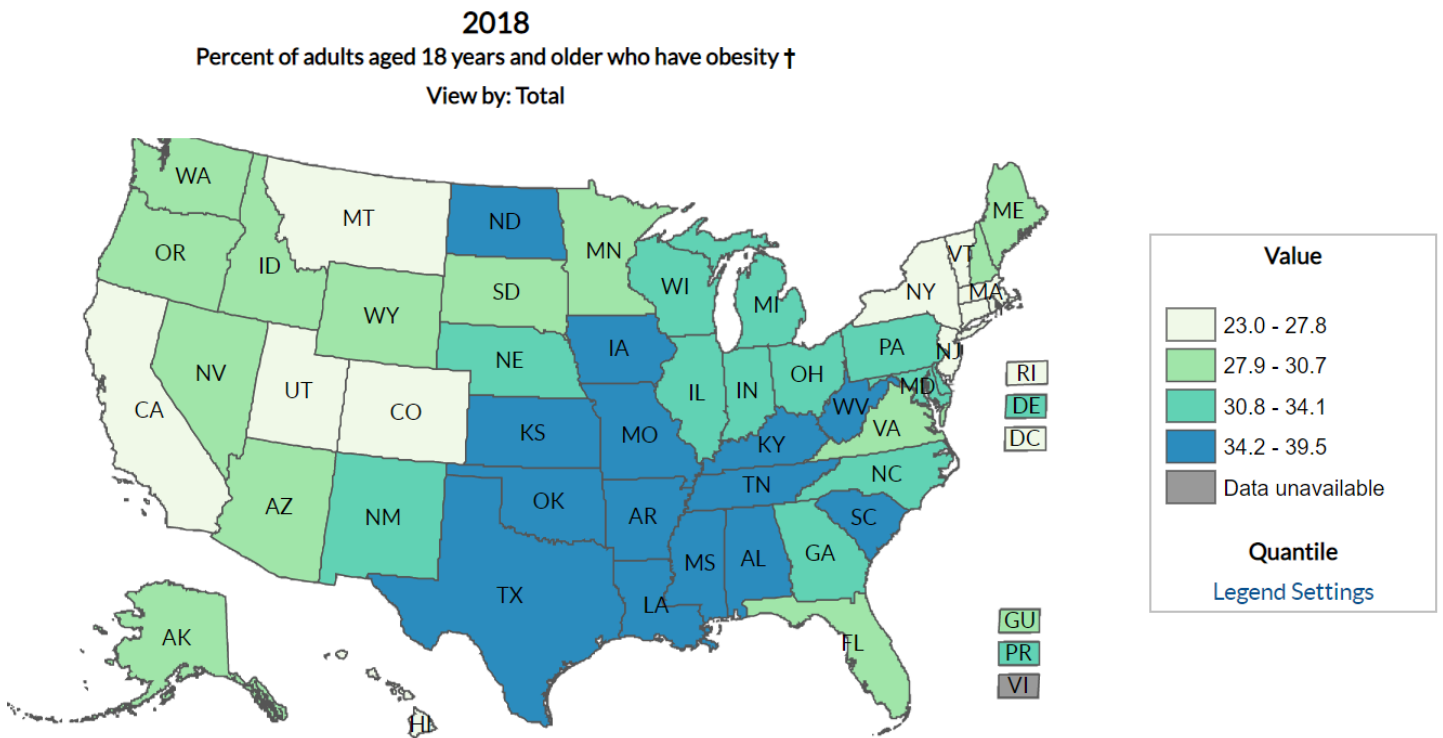 2018
Percent of adults aged 18 years and older who have obesity †
View by: Total
WA
MT
ND
MN
ME
OR
ID
SD
WI
MI
VT
NY
MA
WY
NE
IA
PA
NJ
NV
UT
CO
IL
IN
OH
MD
RI
CA
KS
MO
KY
WV
VA
DE
DC
AZ
NM
OK
AR
TN
NC
SC
TX
LA
MS
AL
GA
FL
AK
HI
GU
PR
VI
Value
23.0 - 27.8
27.9 - 30.7
30.8 - 34.1
34.2 - 39.5
Data unavailable
Quantile
Legend Settings